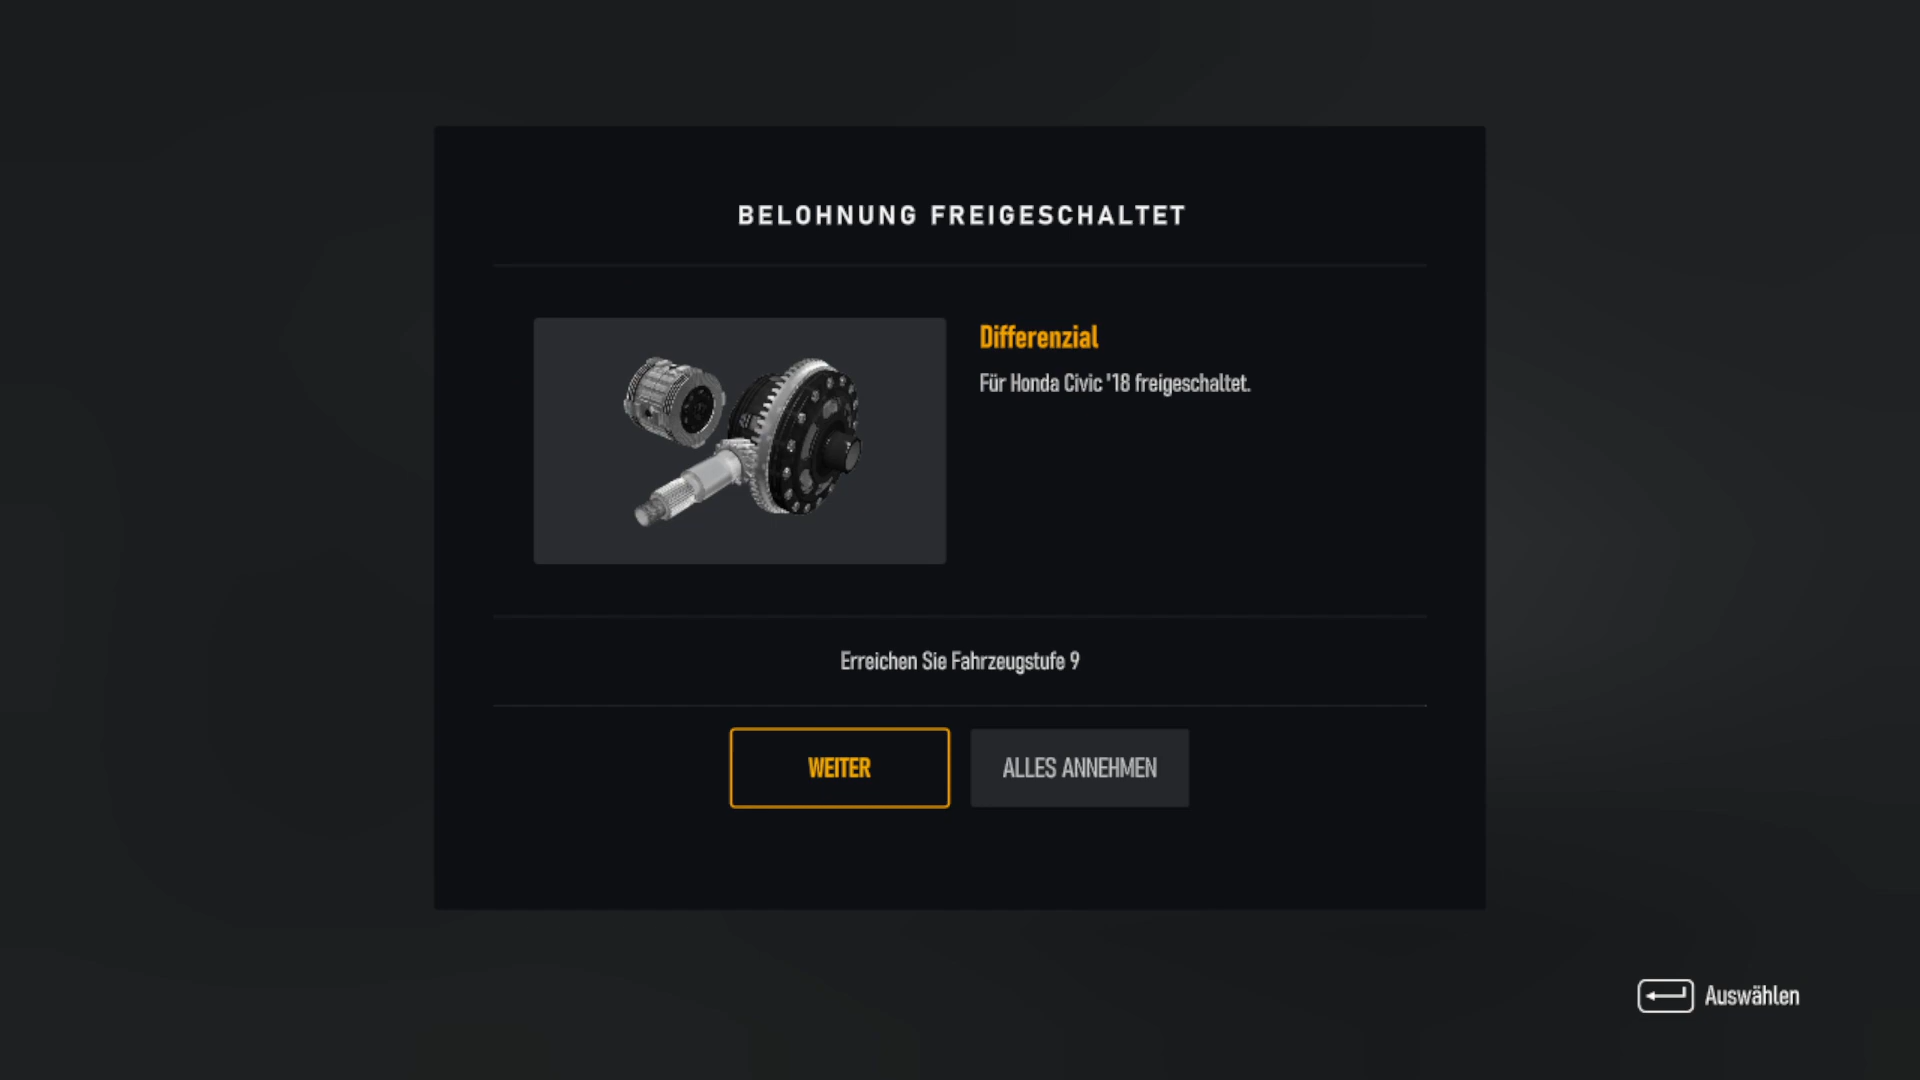 BELOHNUNG FREIGESCHALTET
Differenzial
Für Honda Civic '18 freigeschaltet.
Erreichen Sie Fahrzeugstufe 9
WEITER
ALLES ANNEHMEN
Auswählen